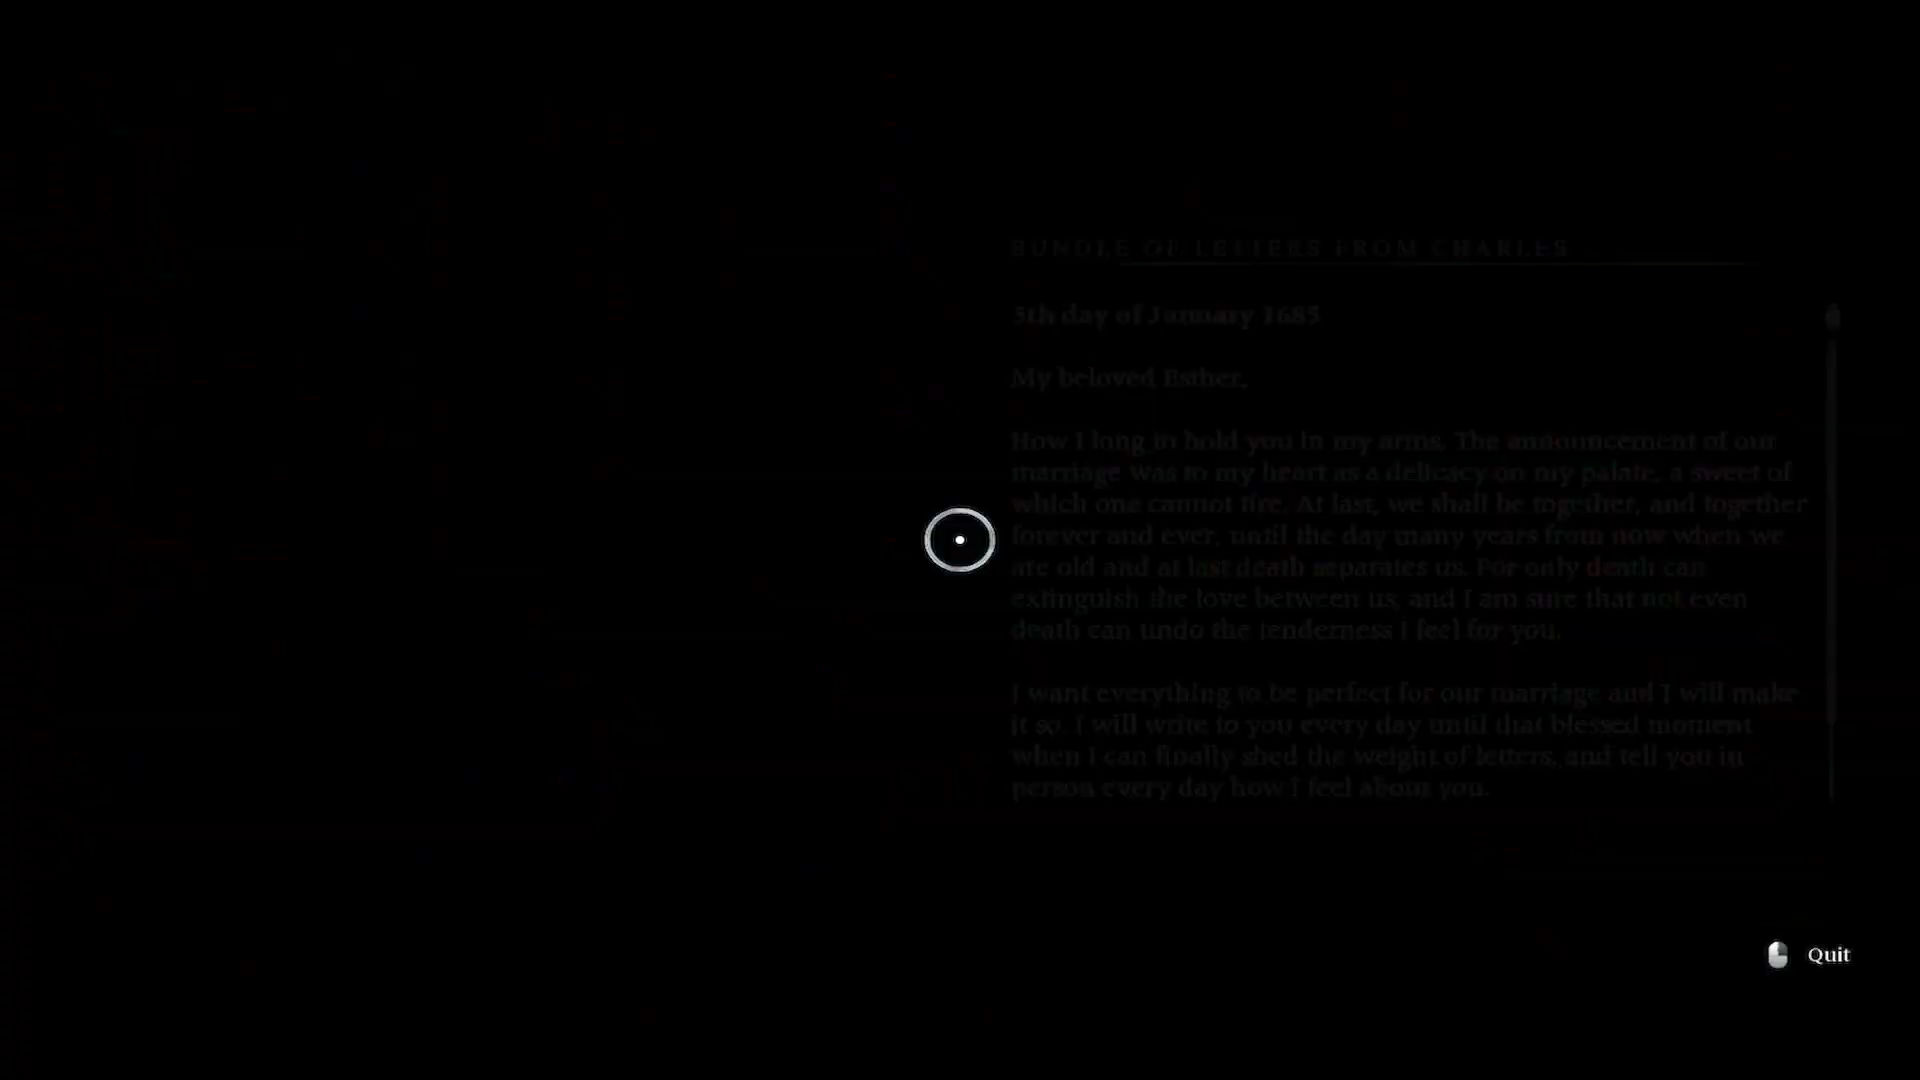 BUNDLE OF LETTERS FROM CHARLES
5th day of January 1685
My beloved Esther,
How I long to hold you in my arms. The announcement of our
marriage was to my heart as a delicacy on my palate, a sweet of
which one cannot tire. At last, we shall be together, and together
forever and ever, until the day many years from now when we
are old and at last death separates us. For only death can
extinguish the love between us, and I am sure that not even
death can undo the tenderness I feel for you.
I want everything to be perfect for our marriage and I will make
it so. I will write to you every day until that blessed moment
when I can finally shed the weight of letters, and tell you in
person every day how I feel about you.
Quit